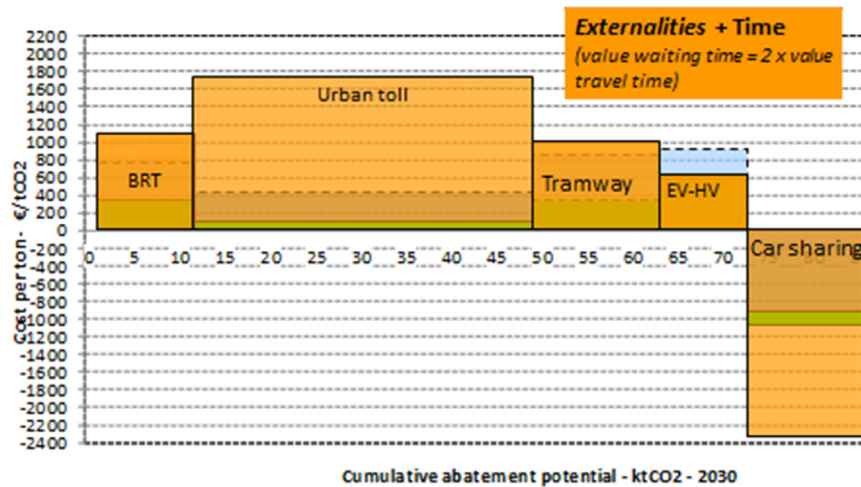 Externalities + Time
(value waiting time = 2 x value
travel time)
Cost per ton - €/tCO2
2200
2000
1800
1600
1400
1200
1000
800
600
400
200
0
-200
-400
-600
-800
-1000
-1200
-1400
-1600
-1800
-2000
-2200
-2400
BRT
Urban toll
Tramway
EV-HV
Car sharing
0 5 10 15 20 25 30 35 40 45 50 55 60 65 70 75 80
Cumulative abatement potential - ktCO2 - 2030